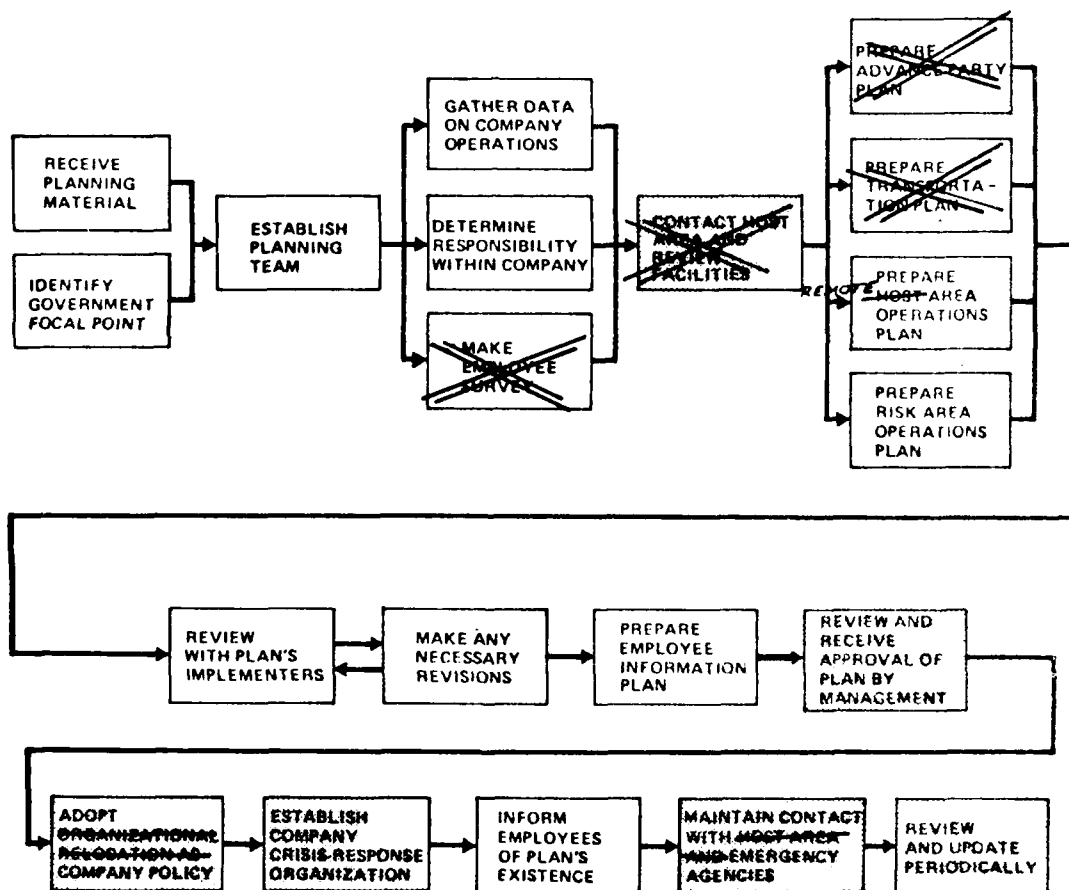 RECEIVE
PLANNING
MATERIAL
IDENTIFY
GOVERNMENT
FOCAL POINT
ESTABLISH
PLANNING
TEAM
GATHER DATA
ON COMPANY
OPERATIONS
DETERMINE
RESPONSIBILITY
WITHIN COMPANY
MAKE
EMPLOYEE
SURVEY
CONTACT HOST
AREA AND
REVIEW
FACILITIES
PREPARE
ADVANCE PARTY
PLAN
PREPARE
TRANSPORTA-
TION PLAN
PREPARE
REMOTE HOST AREA
OPERATIONS
PLAN
PREPARE
RISK AREA
OPERATIONS
PLAN
REVIEW
WITH PLAN'S
IMPLEMENTERS
MAKE ANY
NECESSARY
REVISIONS
PREPARE
EMPLOYEE
INFORMATION
PLAN
REVIEW AND
RECEIVE
APPROVAL OF
PLAN BY
MANAGEMENT
ADOPT
ORGANIZATIONAL
RELOCATION AS
COMPANY POLICY
ESTABLISH
COMPANY
CRISIS-RESPONSE
ORGANIZATION
INFORM
EMPLOYEES
OF PLAN'S
EXISTENCE
MAINTAIN CONTACT
WITH HOST AREA
AND EMERGENCY
AGENCIES
REVIEW
AND UPDATE
PERIODICALLY